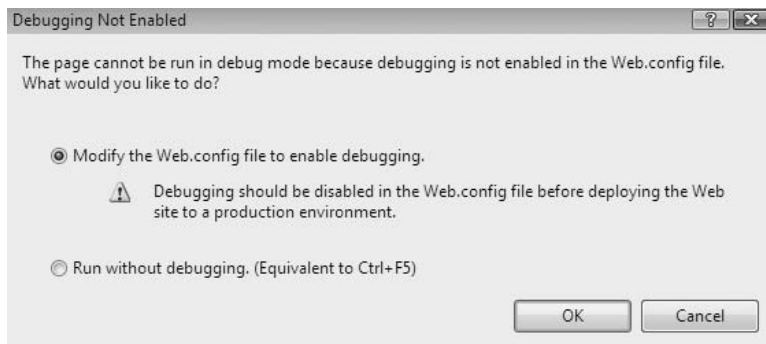 Debugging Not Enabled
The page cannot be run in debug mode because debugging is not enabled in the Web.config file.
What would you like to do?
Modify the Web.config file to enable debugging.
Debugging should be disabled in the Web.config file before deploying the Web
site to a production environment.
Run without debugging. (Equivalent to Ctrl+F5)
OK Cancel